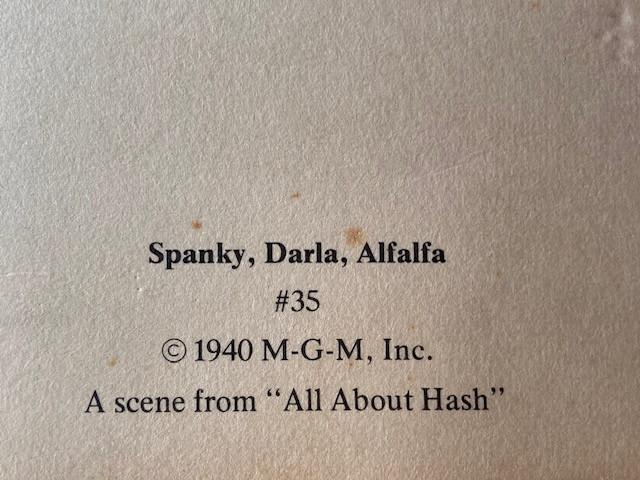 Spanky, Darla, Alfalfa
#35
© 1940 M-G-M, Inc.
A scene from “All About Hash”